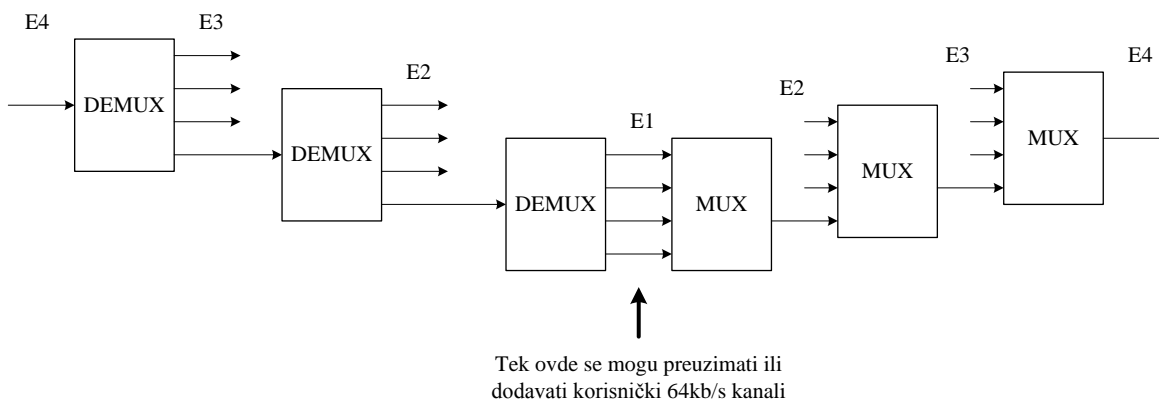 E4
E3
DEMUX
E2
DEMUX
E1
DEMUX
MUX
E2
MUX
E3
MUX
E4
Tek ovde se mogu preuzimati ili
dodavati korisnički 64kb/s kanali